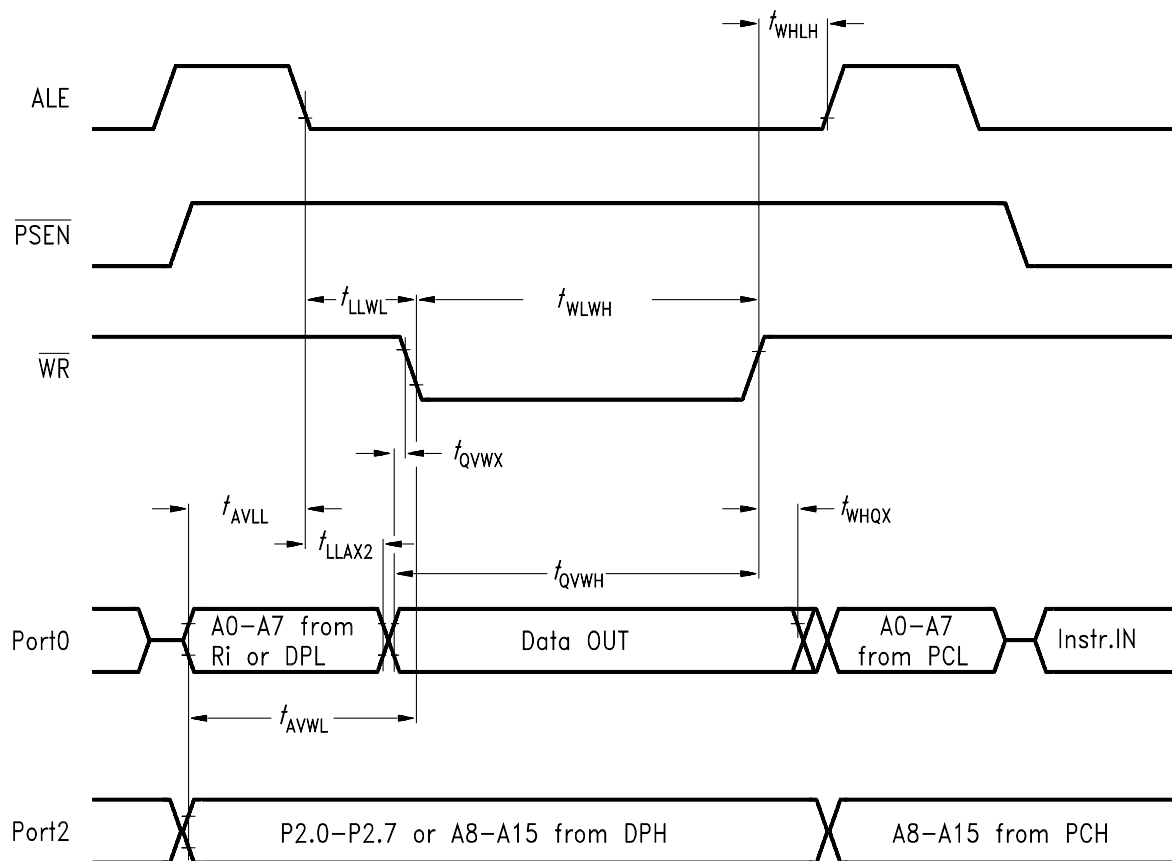 tWHLH
ALE
PSEN
tLLWL
tWLWH
WR
tQVWX
tAVLL
tWHQX
tLLAX2
tQVWH
Port0
A0–A7 from
Ri or DPL
Data OUT
A0–A7
from PCL
Instr.IN
tAVWL
Port2
P2.0–P2.7 or A8–A15 from DPH
A8–A15 from PCH